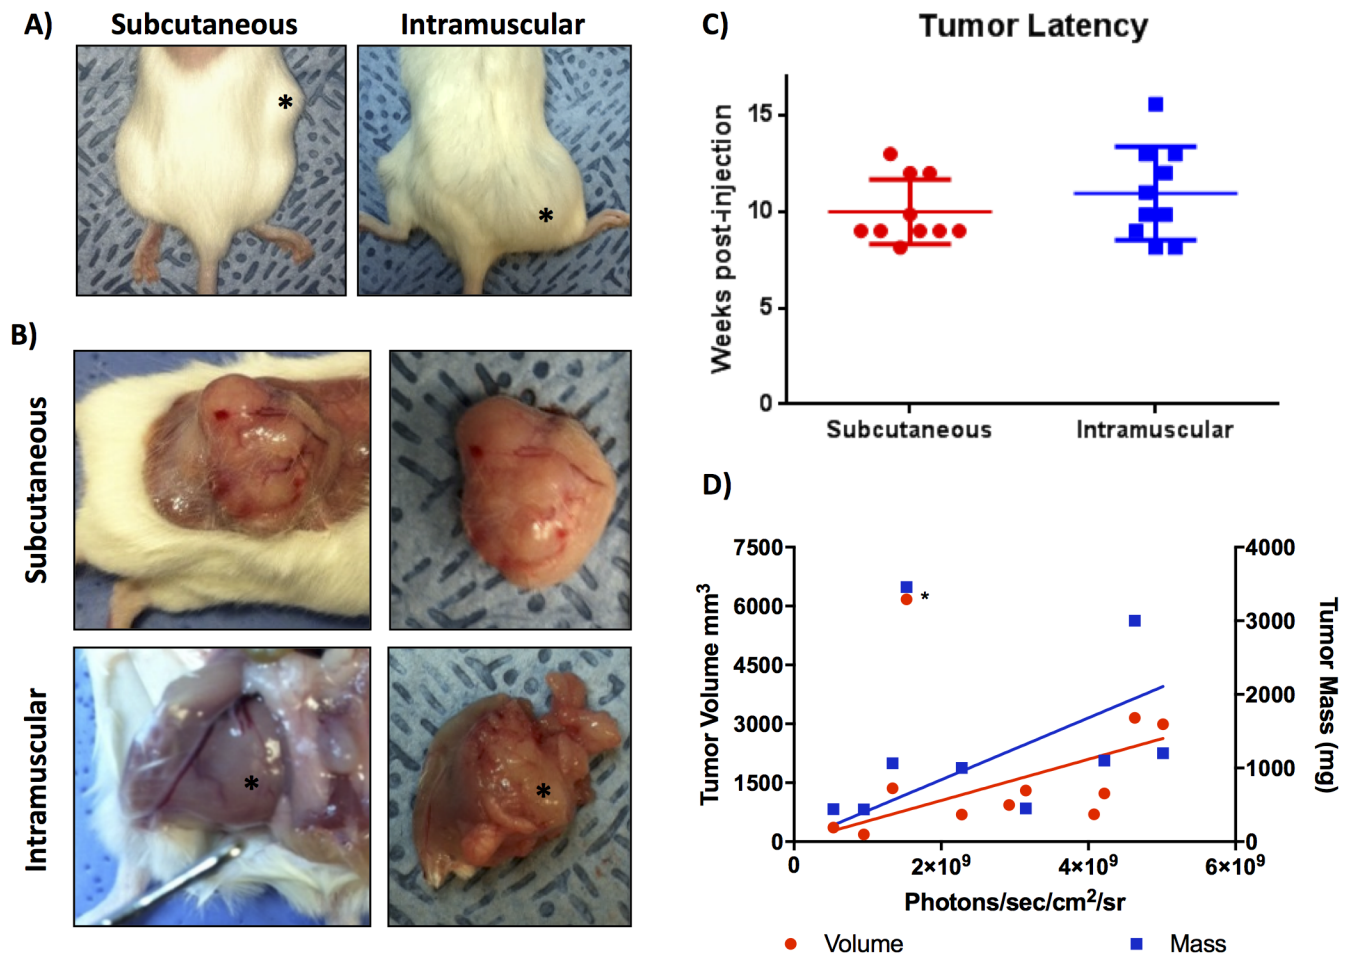 A)
Subcutaneous
Intramuscular
*
*
B)
Subcutaneous
Intramuscular
*
*
C)
Tumor Latency
Weeks post-injection
15
10
5
0
Subcutaneous
Intramuscular
D)
Tumor Volume mm³
7500
6000
4500
3000
1500
0
*
4000
3000
2000
1000
0
Tumor Mass (mg)
0
2×10⁹
4×10⁹
6×10⁹
Photons/sec/cm²/sr
Volume
Mass